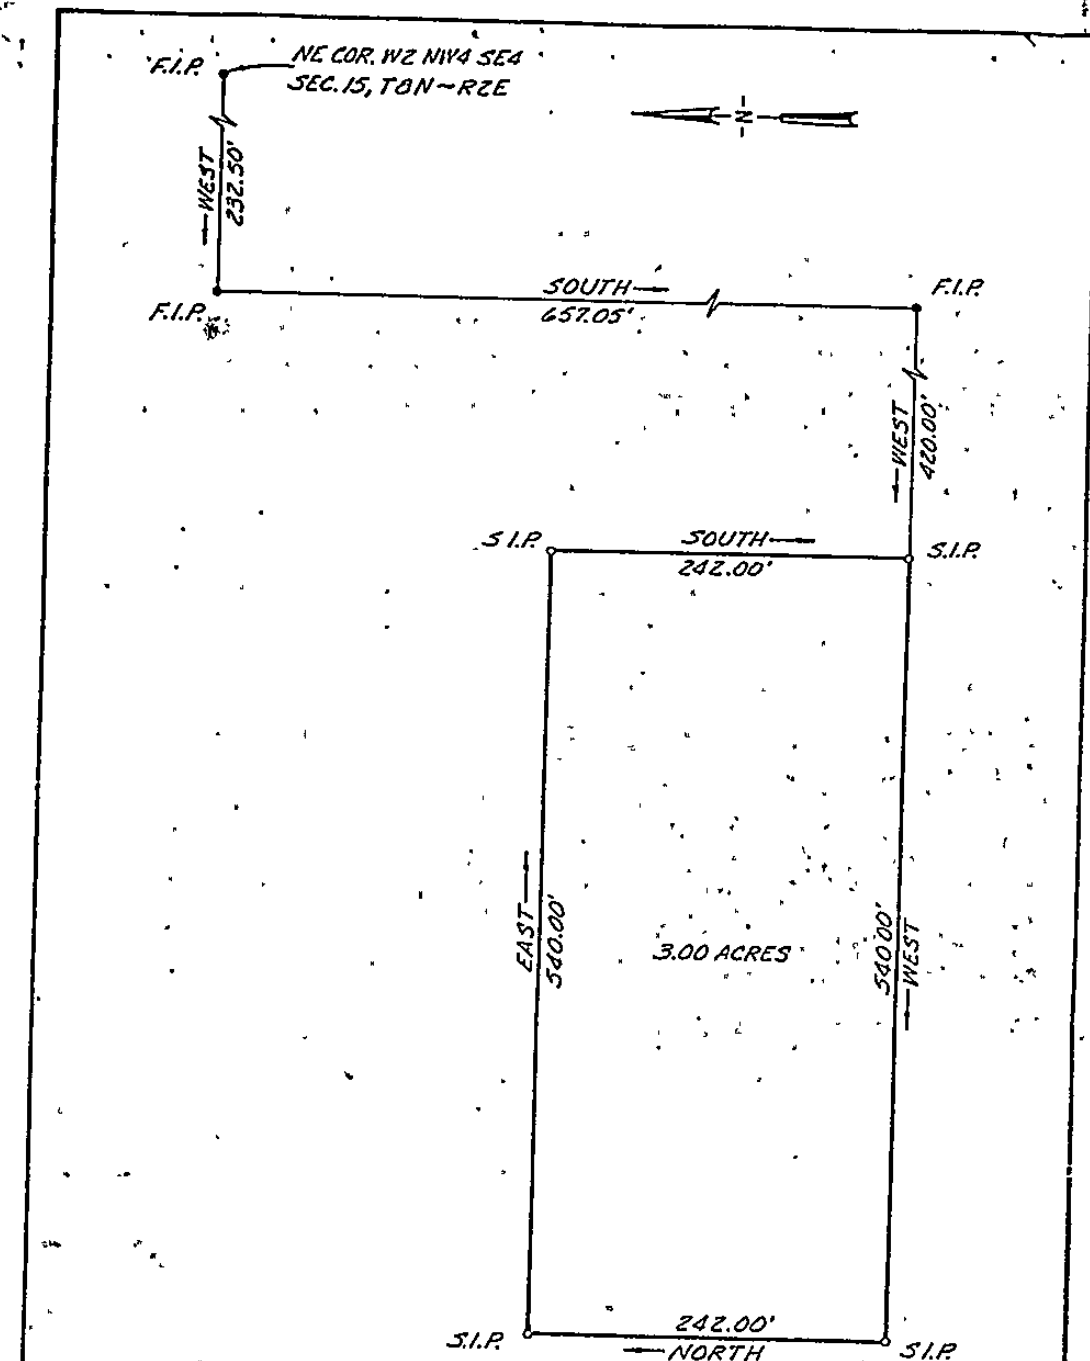 F.I.P.
NE COR. W2 NW4 SE4
SEC. 15, T8N~R2E
N
WEST
232.50'
F.I.P.
SOUTH
657.05'
F.I.P.
WEST
420.00'
S.I.P.
SOUTH
242.00'
S.I.P.
EAST
540.00'
3.00 ACRES
540.00'
WEST
S.I.P.
242.00'
NORTH
S.I.P.